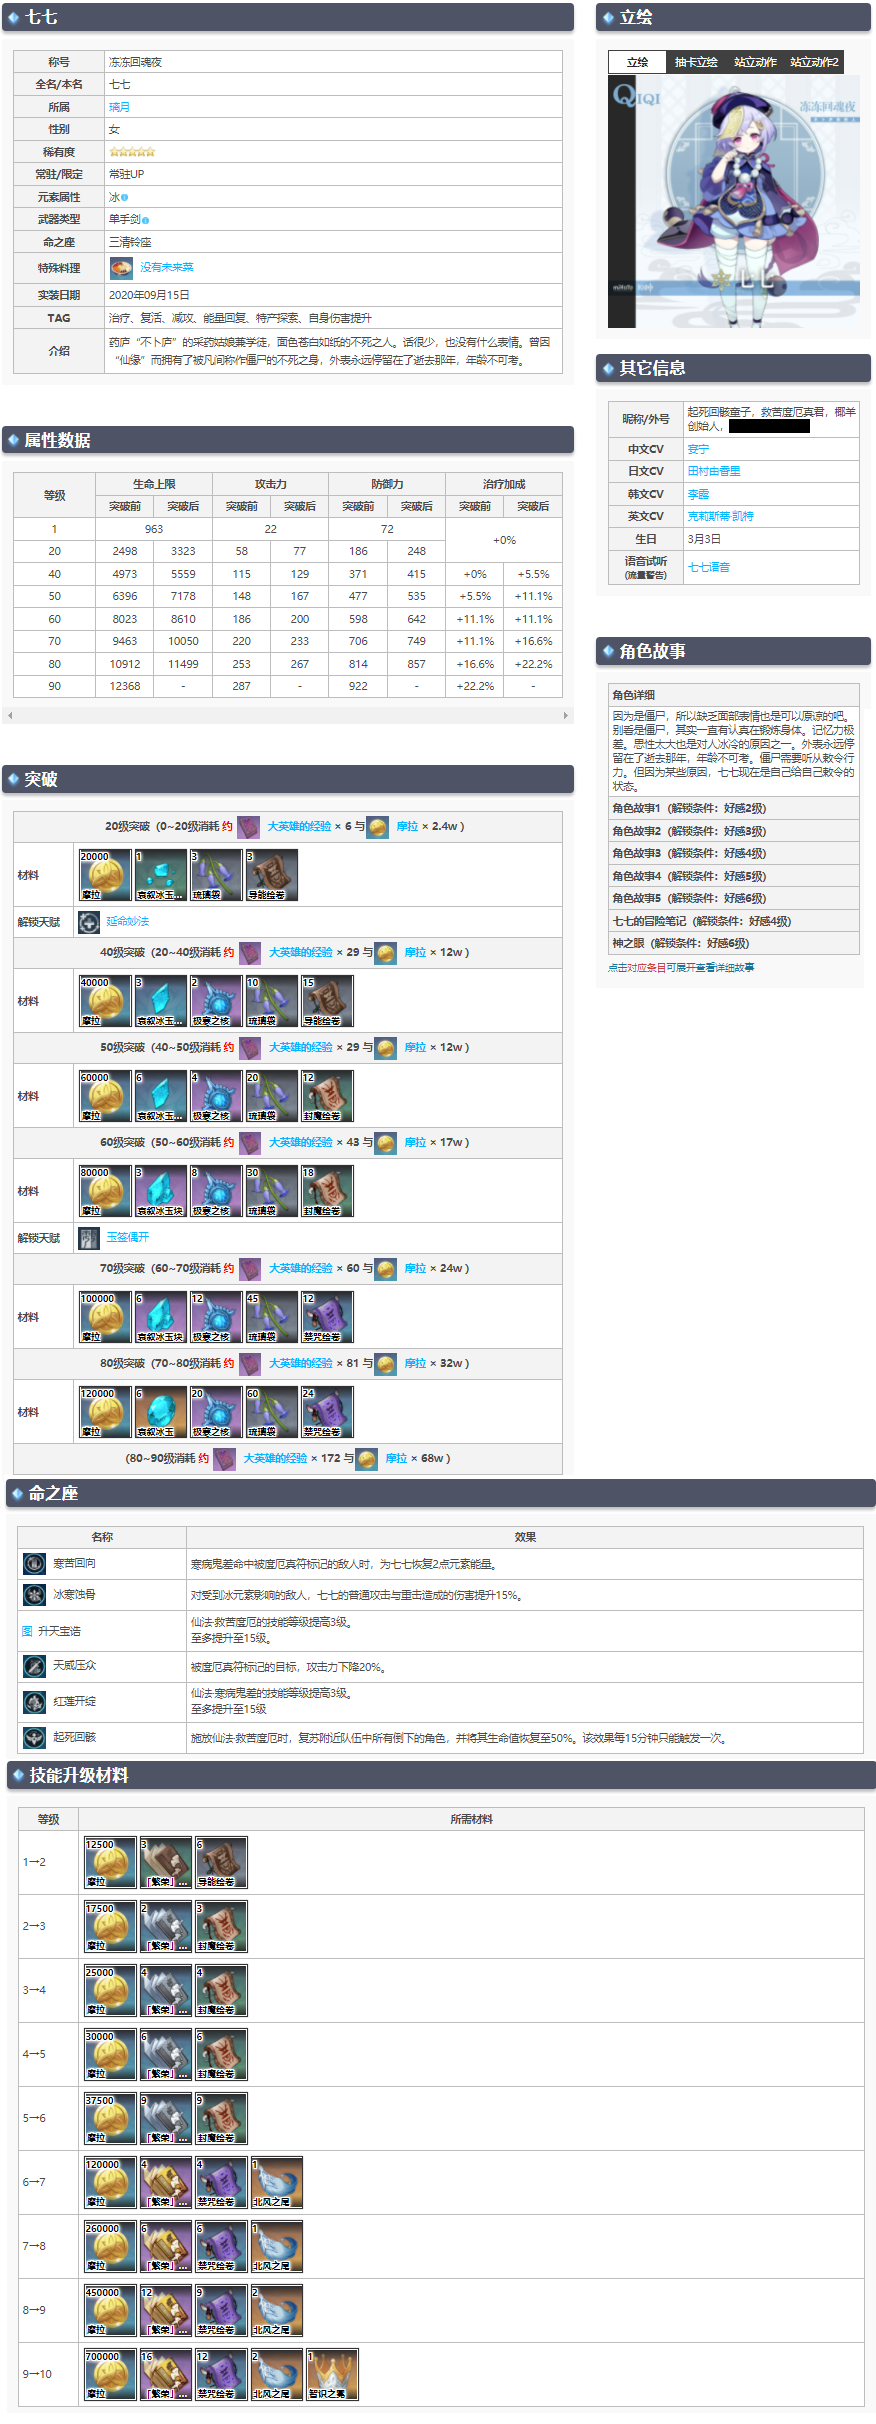 七七
称号 冻冻回魂夜
全名/本名 七七
所属 璃月
性别 女
稀有度
常驻/限定 常驻UP
元素属性 冰
武器类型 单手剑
命之座 三清铃座
特殊料理 没有未来菜
实装日期 2020年09月15日
TAG 治疗、复活、减攻、能量回复、特产探索、自身伤害提升
介绍 药庐“不卜庐”的采药姑娘兼学徒，面色苍白如纸的不死之人。话很少，也没有什么表情。曾因
“仙缘”而拥有了被凡间称作僵尸的不死之身，外表永远停留在了逝去那年，年龄不可考。
立绘
立绘 抽卡立绘 站立动作 站立动作2
QIQI
冻冻回魂夜
七七
miHoYo
其它信息
昵称/外号 起死回骸童子，救苦度厄真君，椰羊
创始人，
中文CV 宴宁
日文CV 田村由香里
韩文CV 李露
英文CV 克莉斯蒂·凯特
生日 3月3日
语音试听
(流量警告) 七七语音
属性数据
等级 生命上限 攻击力 防御力 治疗加成
突破前 突破后 突破前 突破后 突破前 突破后 突破前 突破后
1 963 22 72 +0%
20 2498 3323 58 77 186 248
40 4973 5559 115 129 371 415 +0% +5.5%
50 6396 7178 148 167 477 535 +5.5% +11.1%
60 8023 8610 186 200 598 642 +11.1% +11.1%
70 9463 10050 220 233 706 749 +11.1% +16.6%
80 10912 11499 253 267 814 857 +16.6% +22.2%
90 12368 - 287 - 922 - +22.2% -
角色故事
角色详细
因为是僵尸，所以缺乏面部表情也是可以原谅的吧。
别看是僵尸，其实一直有认真在锻炼身体。记忆力极
差。思性太大也是对人冰冷的原因之一。外表永远停
留在了逝去那年，年龄不可考。僵尸需要听从敕令行
力。但因为某些原因，七七现在是自己给自己敕令的
状态。
角色故事1（解锁条件：好感2级）
角色故事2（解锁条件：好感3级）
角色故事3（解锁条件：好感4级）
角色故事4（解锁条件：好感5级）
角色故事5（解锁条件：好感6级）
七七的冒险笔记（解锁条件：好感4级）
神之眼（解锁条件：好感6级）
点击对应条目可展开查看详细故事
突破
20级突破（0~20级消耗 约 大英雄的经验 × 6 与 摩拉 × 2.4w ）
材料 20000 摩拉 1 哀叙冰玉... 3 琉璃袋 3 导能绘卷
解锁天赋 延命妙法
40级突破（20~40级消耗 约 大英雄的经验 × 29 与 摩拉 × 12w ）
材料 40000 摩拉 3 哀叙冰玉... 2 极寒之核 10 琉璃袋 15 导能绘卷
50级突破（40~50级消耗 约 大英雄的经验 × 29 与 摩拉 × 12w ）
材料 60000 摩拉 6 哀叙冰玉... 4 极寒之核 20 琉璃袋 12 封魔绘卷
60级突破（50~60级消耗 约 大英雄的经验 × 43 与 摩拉 × 17w ）
材料 80000 摩拉 3 哀叙冰玉块 8 极寒之核 30 琉璃袋 18 封魔绘卷
解锁天赋 玉签偶开
70级突破（60~70级消耗 约 大英雄的经验 × 60 与 摩拉 × 24w ）
材料 100000 摩拉 6 哀叙冰玉块 12 极寒之核 45 琉璃袋 12 禁咒绘卷
80级突破（70~80级消耗 约 大英雄的经验 × 81 与 摩拉 × 32w ）
材料 120000 摩拉 6 哀叙冰玉 20 极寒之核 60 琉璃袋 24 禁咒绘卷
（80~90级消耗 约 大英雄的经验 × 172 与 摩拉 × 68w ）
命之座
名称 效果
寒苦回向 寒病鬼差命中被度厄真符标记的敌人时，为七七恢复2点元素能量。
冰寒蚀骨 对受到冰元素影响的敌人，七七的普通攻击与重击造成的伤害提升15%。
图 升天宝诰 仙法·救苦度厄的技能等级提高3级。
至多提升至15级。
天威压众 被度厄真符标记的目标，攻击力下降20%。
红莲开绽 仙法·寒病鬼差的技能等级提高3级。
至多提升至15级
起死回骸 施放仙法·救苦度厄时，复苏附近队伍中所有倒下的角色，并将其生命值恢复至50%。该效果每15分钟只能触发一次。
技能升级材料
等级 所需材料
1→2 12500 摩拉 3 「繁荣」... 6 导能绘卷
2→3 17500 摩拉 2 「繁荣」... 3 封魔绘卷
3→4 25000 摩拉 4 「繁荣」... 4 封魔绘卷
4→5 30000 摩拉 6 「繁荣」... 6 封魔绘卷
5→6 37500 摩拉 9 「繁荣」... 9 封魔绘卷
6→7 120000 摩拉 4 「繁荣」... 4 禁咒绘卷 1 北风之尾
7→8 260000 摩拉 6 「繁荣」... 6 禁咒绘卷 1 北风之尾
8→9 450000 摩拉 12 「繁荣」... 9 禁咒绘卷 2 北风之尾
9→10 700000 摩拉 16 「繁荣」... 12 禁咒绘卷 2 北风之尾 1 智识之冕